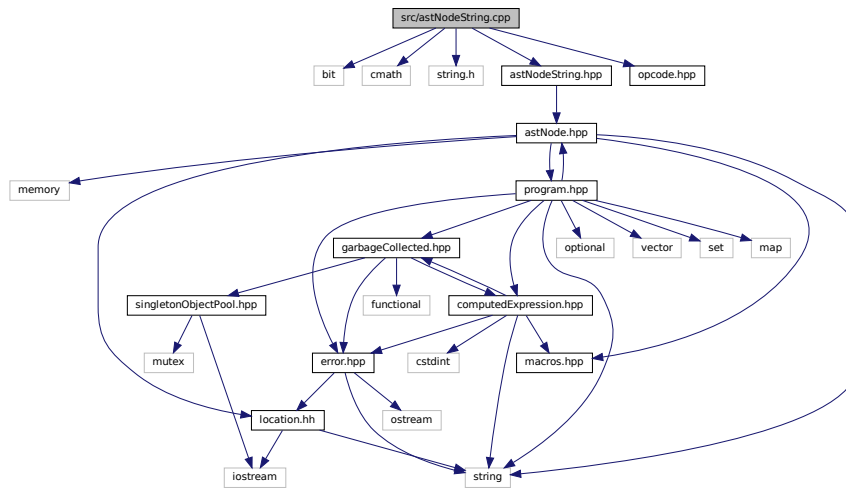 src/astNodeString.cpp
bit
cmath
string.h
astNodeString.hpp
opcode.hpp
astNode.hpp
memory
program.hpp
garbageCollected.hpp
optional
vector
set
map
singletonObjectPool.hpp
functional
computedExpression.hpp
mutex
error.hpp
cstdint
macros.hpp
location.hh
ostream
iostream
string